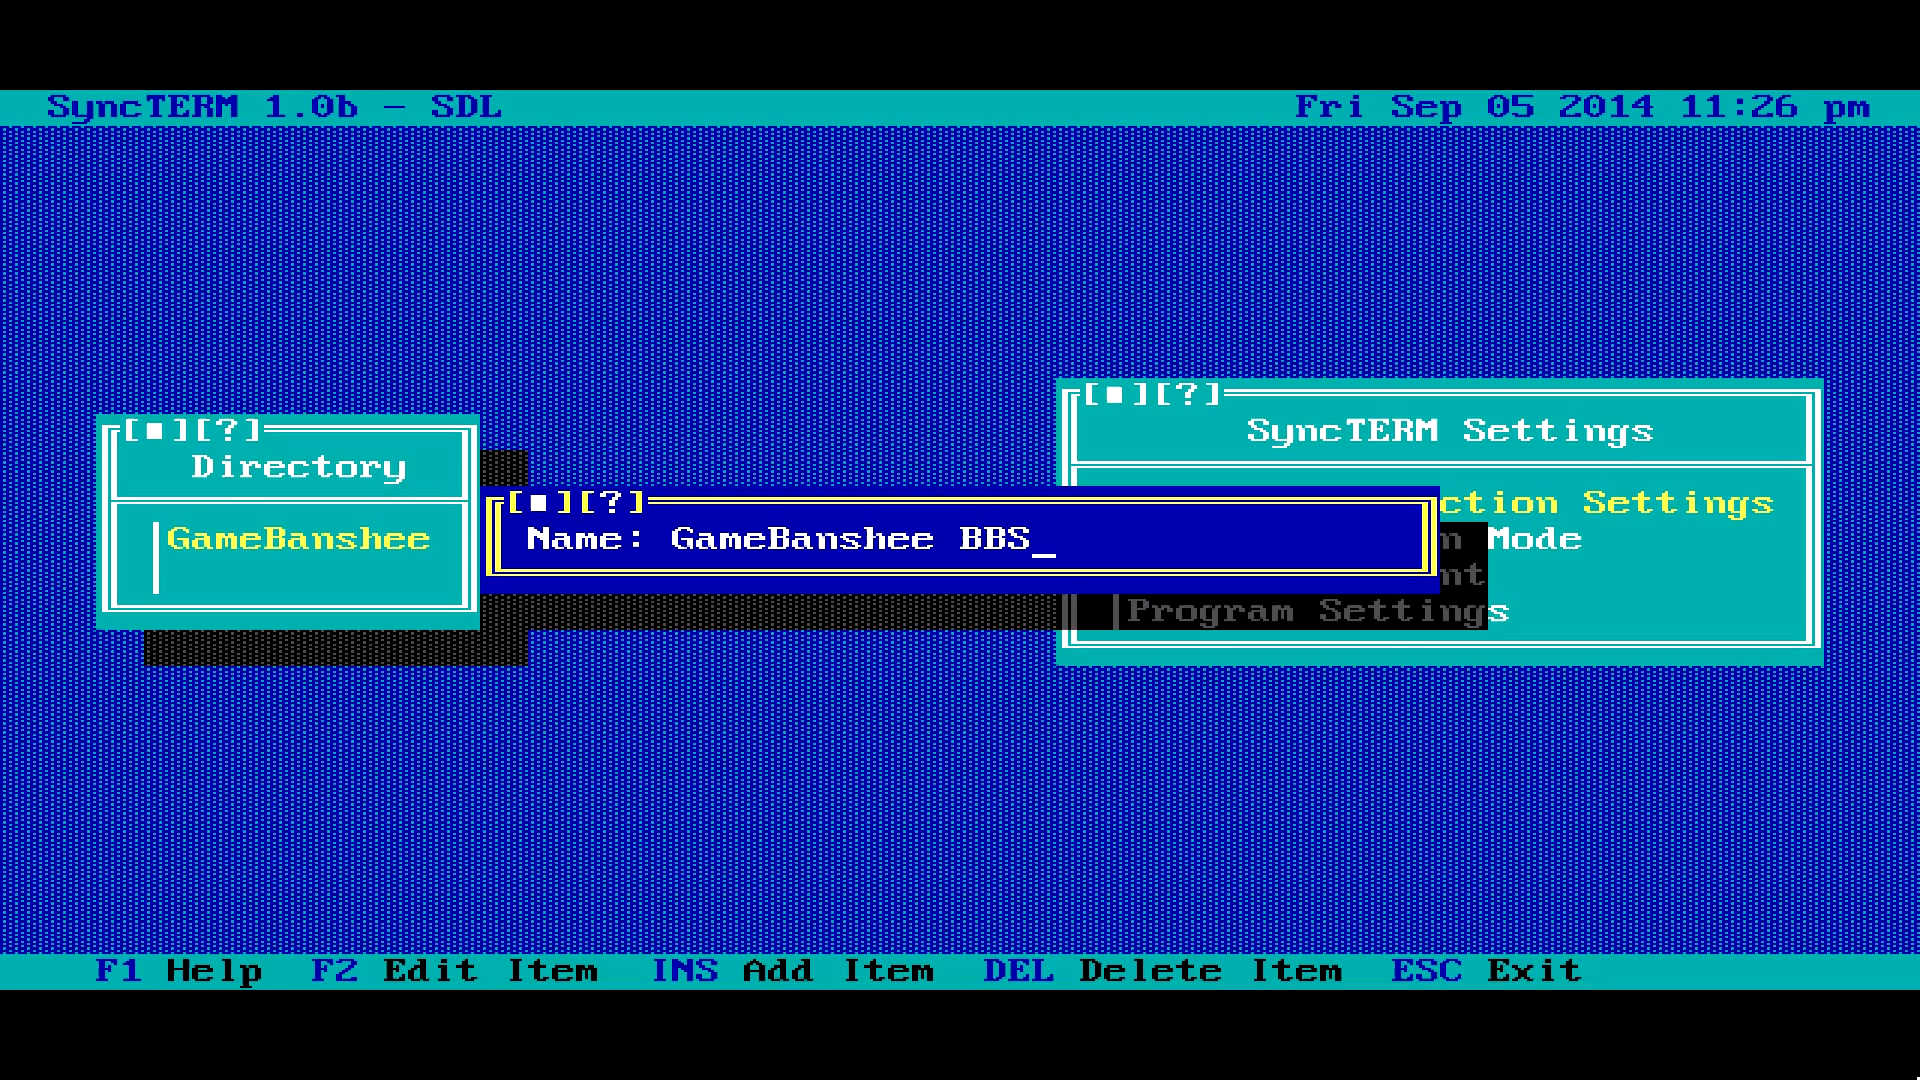 SyncTERM 1.0b - SDL Fri Sep 05 2014 11:26 pm
[■][?]
SyncTERM Settings
[■][?]
Directory
[■][?]
ction Settings
GameBanshee
Name: GameBanshee BBS_
n Mode
nt
Program Settings
F1 Help F2 Edit Item INS Add Item DEL Delete Item ESC Exit